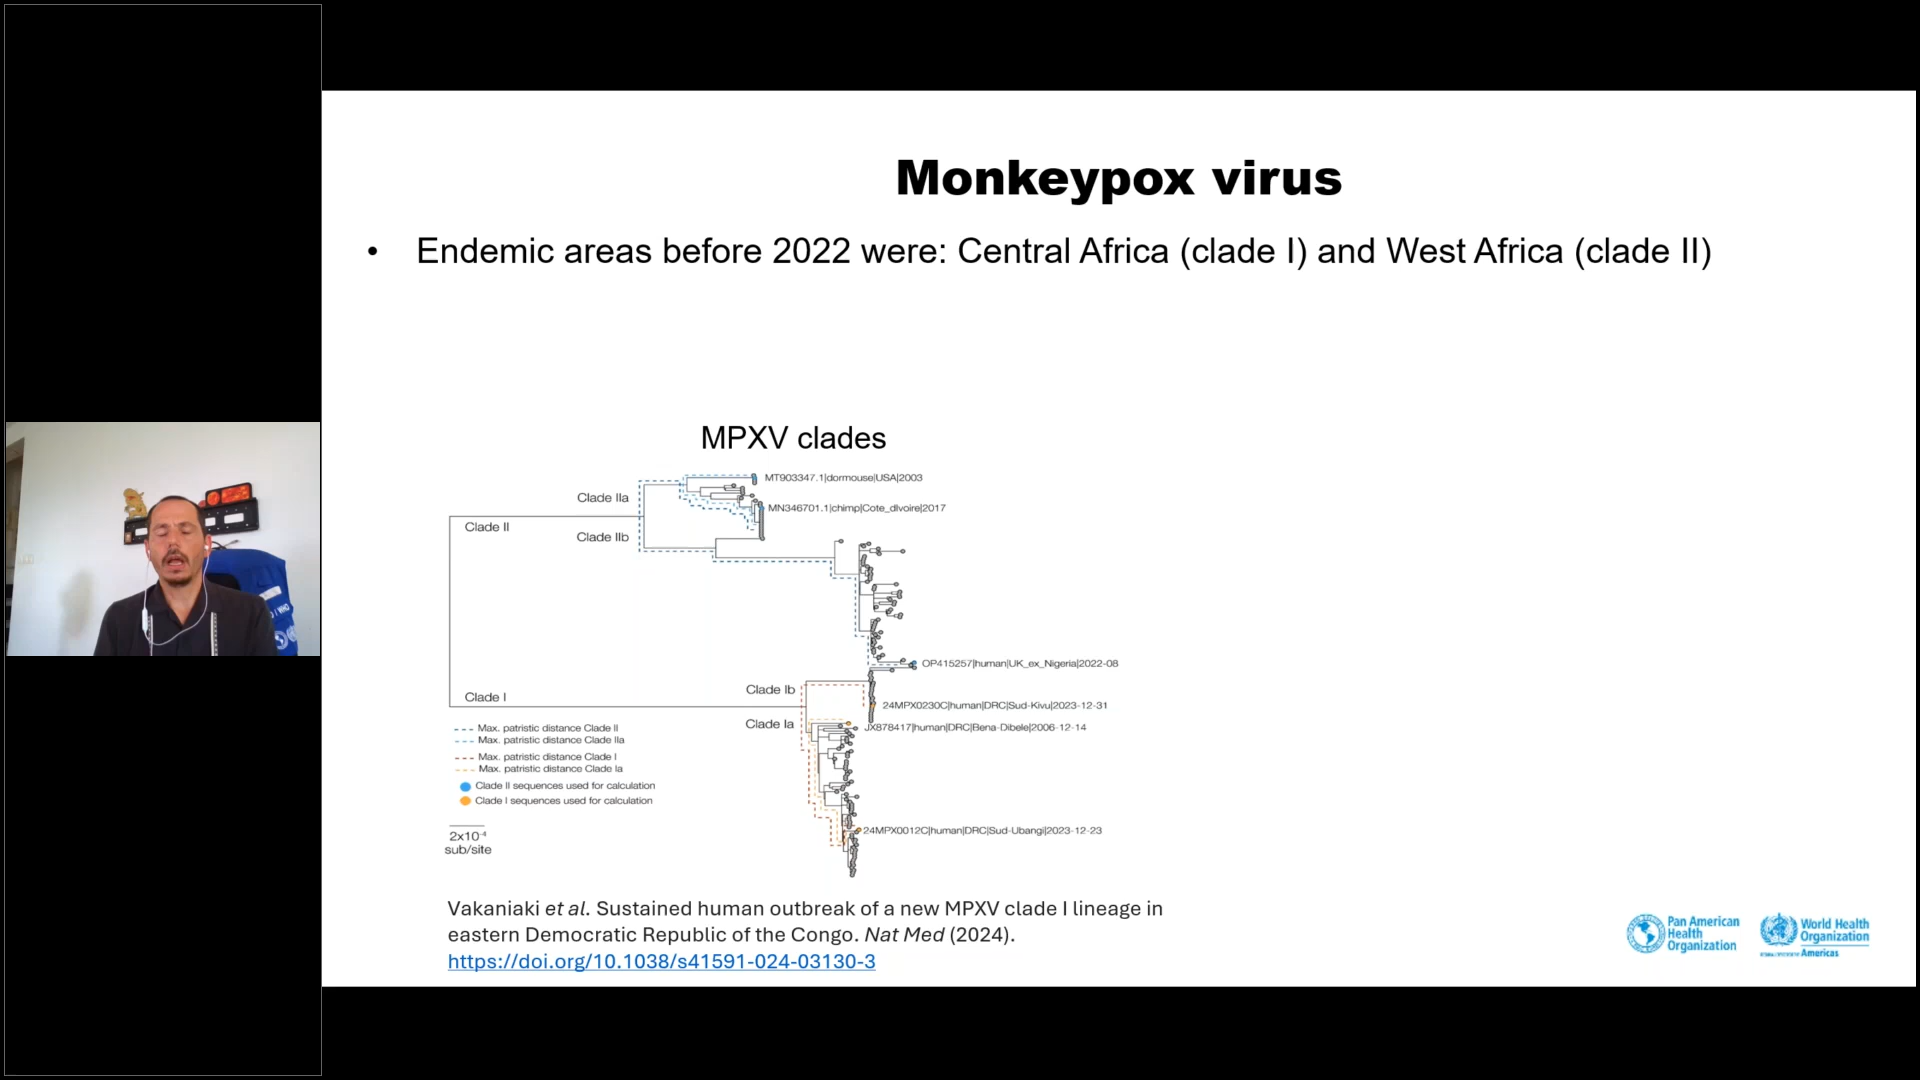 Monkeypox virus
• Endemic areas before 2022 were: Central Africa (clade I) and West Africa (clade II)
MPXV clades
MT903347.1|dormouse|USA|2003
Clade IIa
MN346701.1|chimp|Cote_dIvoire|2017
Clade II
Clade IIb
OP415257|human|UK_ex_Nigeria|2022-08
Clade Ib
Clade I
24MPX0230C|human|DRC|Sud-Kivu|2023-12-31
Clade Ia
JX878417|human|DRC|Bena-Dibele|2006-12-14
Max. patristic distance Clade II
Max. patristic distance Clade IIa
Max. patristic distance Clade I
Max. patristic distance Clade Ia
Clade II sequences used for calculation
Clade I sequences used for calculation
24MPX0012C|human|DRC|Sud-Ubangi|2023-12-23
2x10⁻⁴
sub/site
Vakaniaki et al. Sustained human outbreak of a new MPXV clade I lineage in
eastern Democratic Republic of the Congo. Nat Med (2024).
https://doi.org/10.1038/s41591-024-03130-3
Pan American
Health
Organization
World Health
Organization
Americas